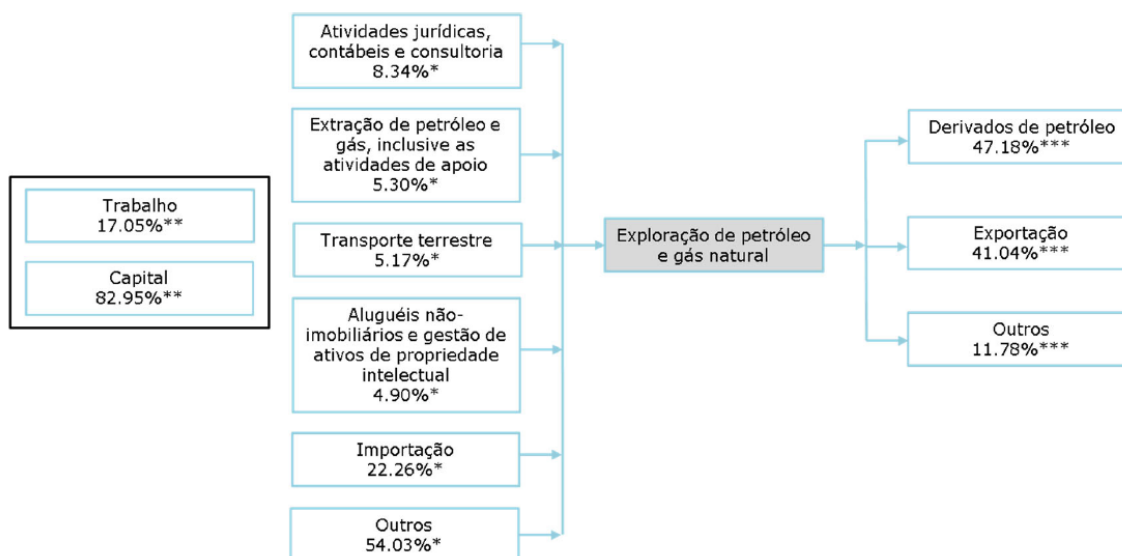 Trabalho
17.05%**
Capital
82.95%**
Atividades jurídicas,
contábeis e consultoria
8.34%*
Extração de petróleo e
gás, inclusive as
atividades de apoio
5.30%*
Transporte terrestre
5.17%*
Aluguéis não-
imobiliários e gestão de
ativos de propriedade
intelectual
4.90%*
Importação
22.26%*
Outros
54.03%*
Exploração de petróleo
e gás natural
Derivados de petróleo
47.18%***
Exportação
41.04%***
Outros
11.78%***